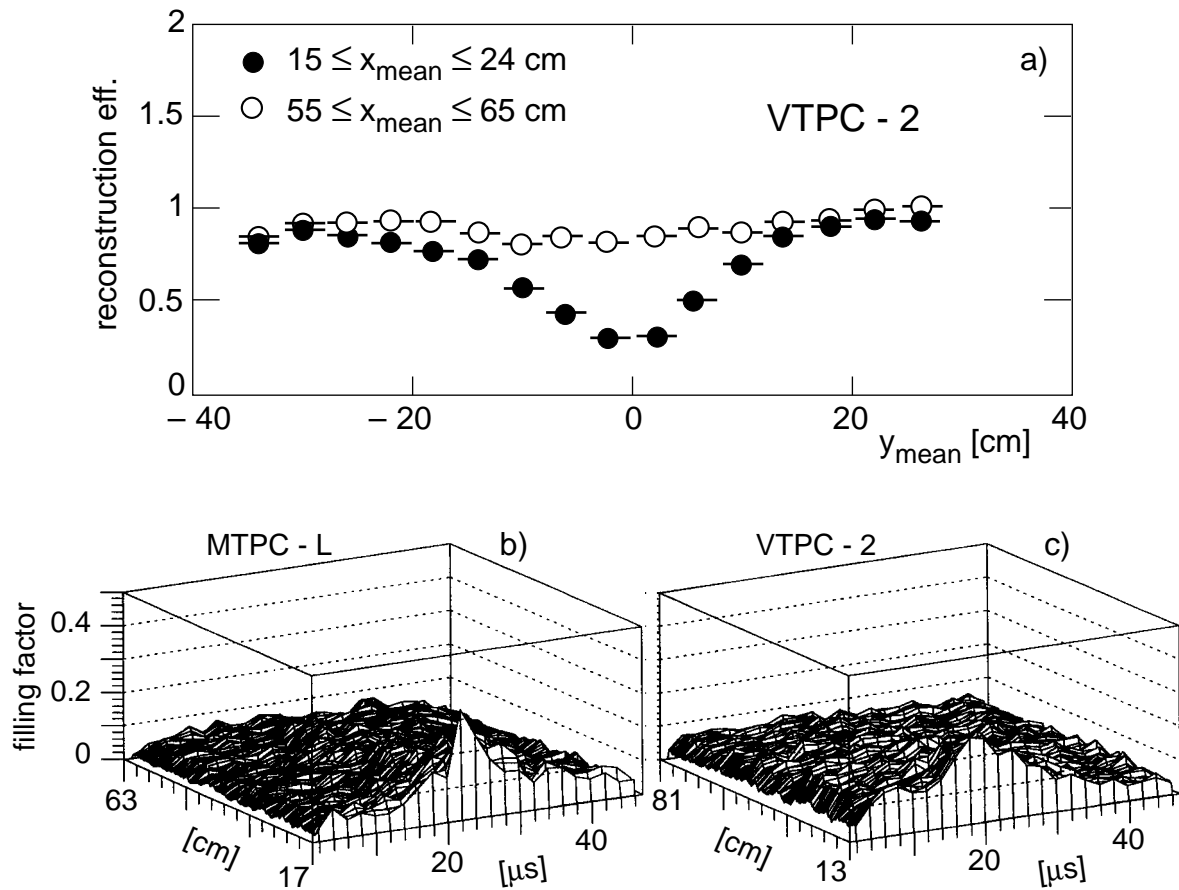 2
15 ≤ x_mean ≤ 24 cm
a)
55 ≤ x_mean ≤ 65 cm
1.5
VTPC - 2
reconstruction eff.
1
0.5
0
– 40 – 20 0 20 40
y_mean [cm]
MTPC - L b)
VTPC - 2 c)
filling factor
0.4
0.2
0
63
[cm]
17
20
[μs]
40
81
[cm]
13
20
[μs]
40